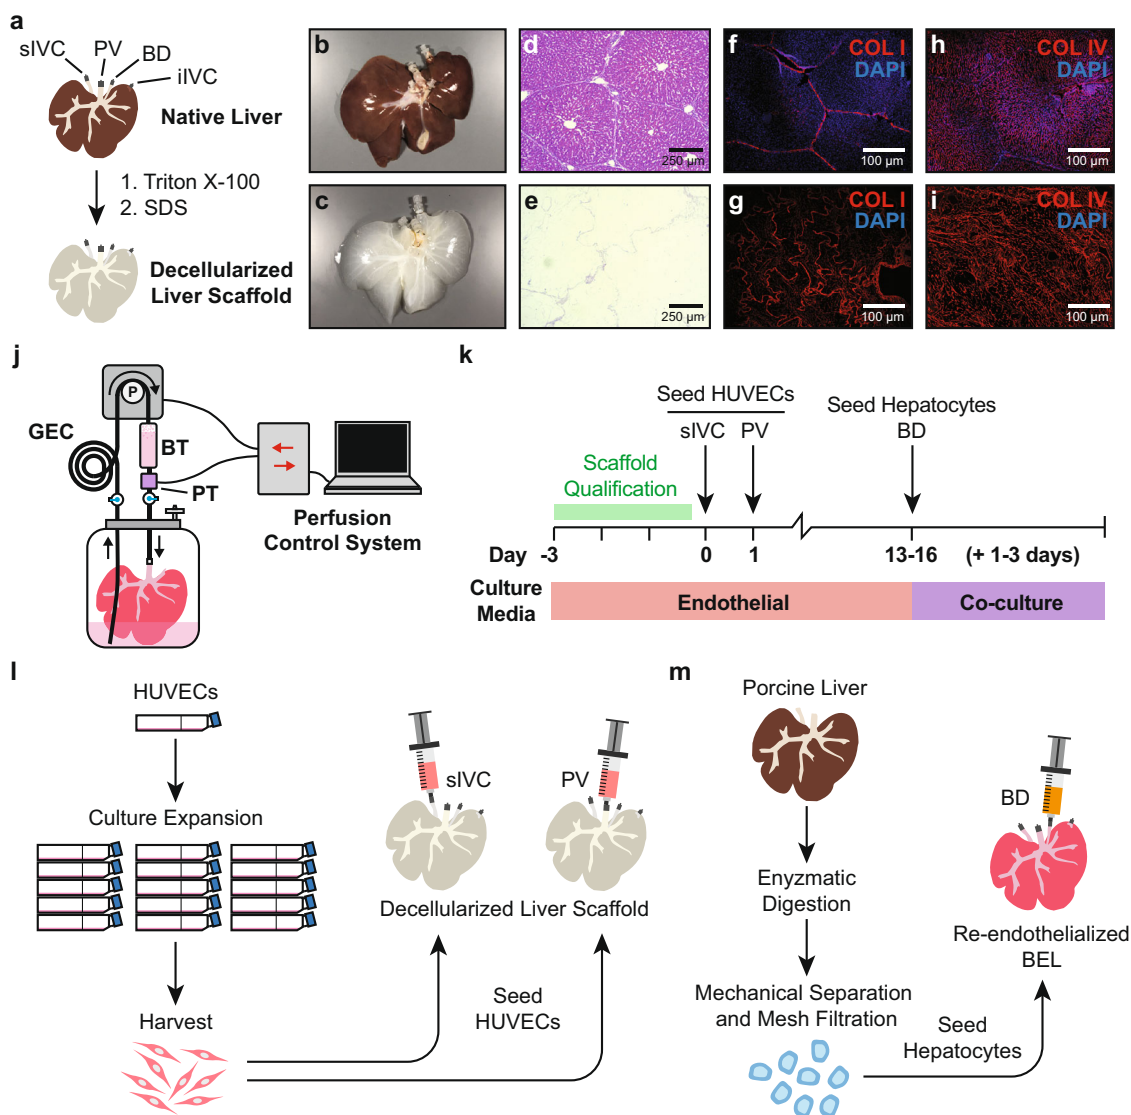 a
sIVC
PV
BD
iIVC
Native Liver
1. Triton X-100
2. SDS
Decellularized
Liver Scaffold
b
c
d
250 µm
e
250 µm
f
COL I
DAPI
100 µm
g
COL I
DAPI
100 µm
h
COL IV
DAPI
100 µm
i
COL IV
DAPI
100 µm
j
P
GEC
BT
PT
Perfusion
Control System
k
Seed HUVECs
sIVC PV
Seed Hepatocytes
BD
Scaffold
Qualification
Day -3 0 1 13-16 (+ 1-3 days)
Culture
Media
Endothelial
Co-culture
l
HUVECs
Culture Expansion
Harvest
sIVC
PV
Decellularized Liver Scaffold
Seed
HUVECs
m
Porcine Liver
Enyzmatic
Digestion
Mechanical Separation
and Mesh Filtration
Seed
Hepatocytes
BD
Re-endothelialized
BEL